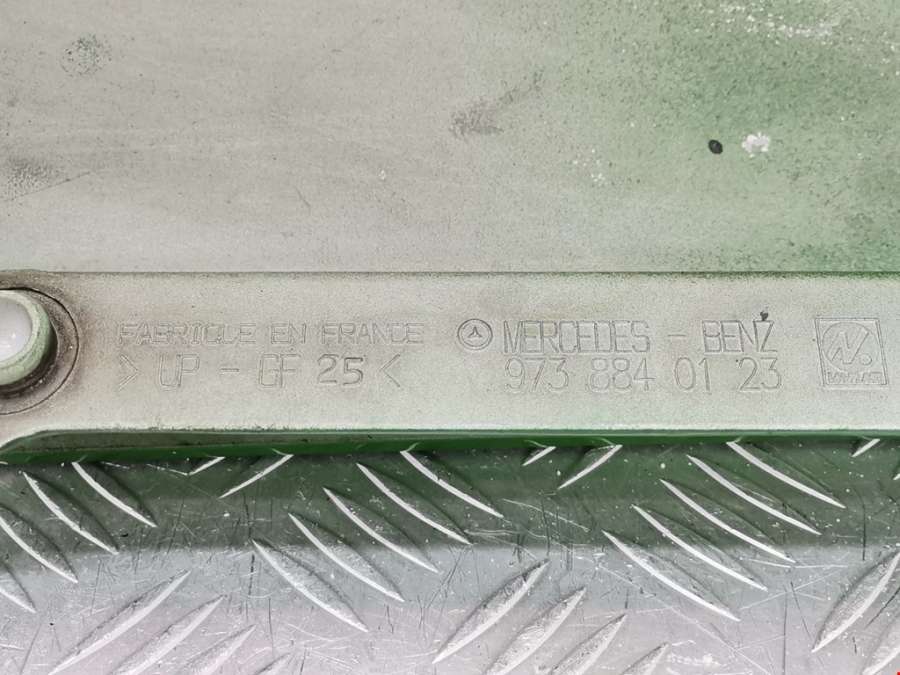 FABRIQUE EN FRANCE
> UP - GF 25 <
MERCEDES - BENZ
973 884 01 23